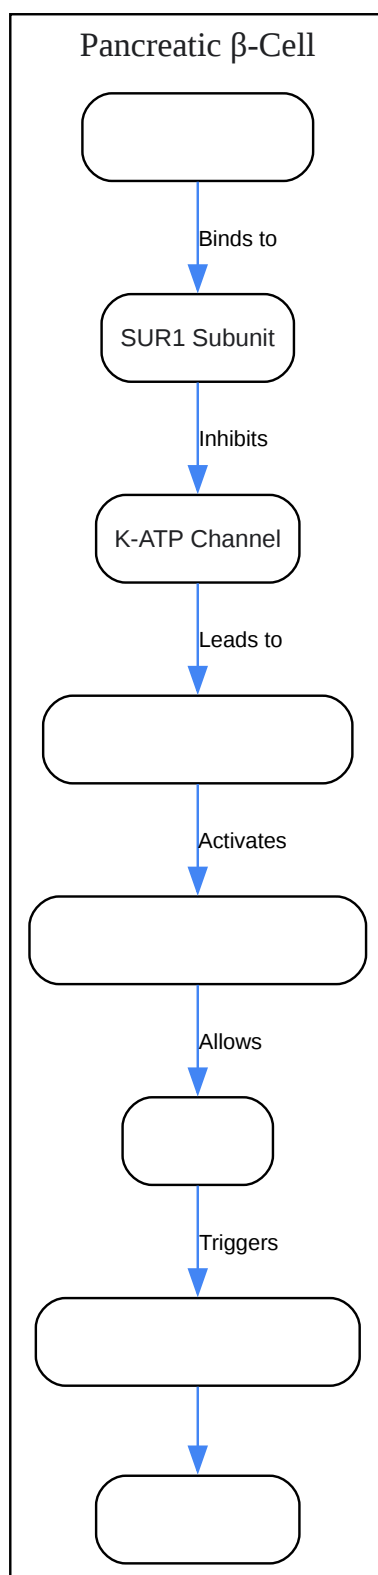 Pancreatic β-Cell
Binds to
SUR1 Subunit
Inhibits
K-ATP Channel
Leads to
Activates
Allows
Triggers